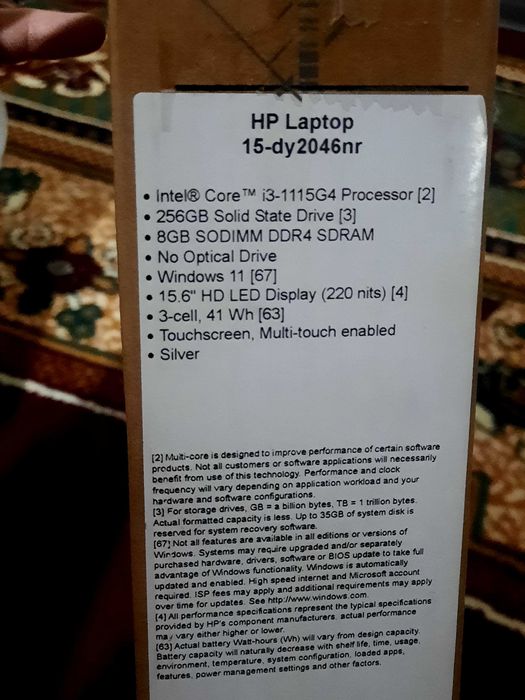 HP Laptop
15-dy2046nr
• Intel® Core™ i3-1115G4 Processor [2]
• 256GB Solid State Drive [3]
• 8GB SODIMM DDR4 SDRAM
• No Optical Drive
• Windows 11 [67]
• 15.6" HD LED Display (220 nits) [4]
• 3-cell, 41 Wh [63]
• Touchscreen, Multi-touch enabled
• Silver
[2] Multi-core is designed to improve performance of certain software
products. Not all customers or software applications will necessarily
benefit from use of this technology. Performance and clock
frequency will vary depending on application workload and your
hardware and software configurations.
[3] For storage drives, GB = a billion bytes, TB = 1 trillion bytes.
Actual formatted capacity is less. Up to 35GB of system disk is
reserved for system recovery software.
[67] Not all features are available in all editions or versions of
Windows. Systems may require upgraded and/or separately
purchased hardware, drivers, software or BIOS update to take full
advantage of Windows functionality. Windows is automatically
updated and enabled. High speed internet and Microsoft account
required. ISP fees may apply and additional requirements may apply
over time for updates. See http://www.windows.com.
[4] All performance specifications represent the typical specifications
provided by HP's component manufacturers; actual performance
may vary either higher or lower.
[63] Actual battery Watt-hours (Wh) will vary from design capacity.
Battery capacity will naturally decrease with shelf life, time, usage,
environment, temperature, system configuration, loaded apps,
features, power management settings and other factors.